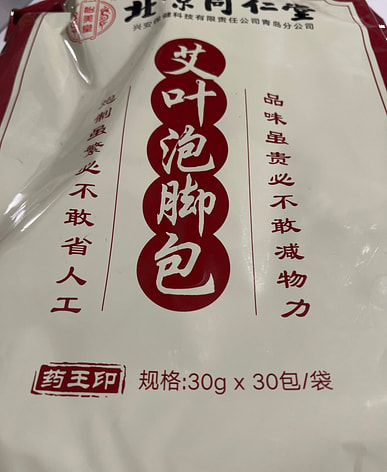 北京同仁堂
兴安保健科技有限责任公司青岛分公司
怡美堂
艾叶泡脚包
品味虽贵必不敢减物力
炮制虽繁必不敢省人工
药王印
规格:30g x 30包/袋